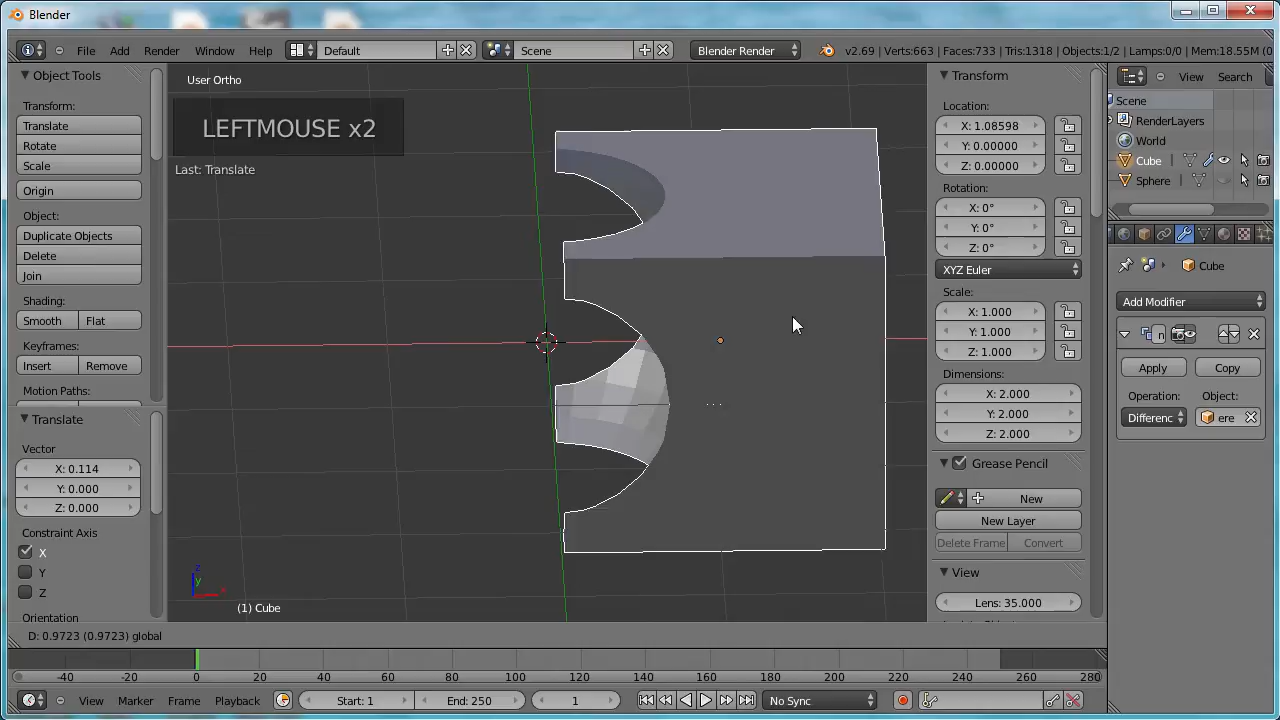 Blender
File Add Render Window Help Default Scene Blender Render v2.69 | Verts:663 | Faces:733 | Tris:1318 | Objects:1/2 | Lamps:0/0 | Mem:18.55M (0
Object Tools
Transform:
Translate
Rotate
Scale
Origin
Object:
Duplicate Objects
Delete
Join
Shading:
Smooth Flat
Keyframes:
Insert Remove
Motion Paths:
Translate
Vector
X: 0.114
Y: 0.000
Z: 0.000
Constraint Axis
X
Y
Z
Orientation
User Ortho
LEFTMOUSE x2
Last: Translate
z
y
x
(1) Cube
D: 0.9723 (0.9723) global
Transform
Location:
X: 1.08598
Y: 0.00000
Z: 0.00000
Rotation:
X: 0°
Y: 0°
Z: 0°
XYZ Euler
Scale:
X: 1.000
Y: 1.000
Z: 1.000
Dimensions:
X: 2.000
Y: 2.000
Z: 2.000
Grease Pencil
New
New Layer
Delete Frame Convert
View
Lens: 35.000
View Search
Scene
RenderLayers
World
Cube
Sphere
Cube
Add Modifier
Apply Copy
Operation: Object:
Differenc ere
-40 -20 0 20 40 60 80 100 120 140 160 180 200 220 240 260 280
View Marker Frame Playback Start: 1 End: 250 1 No Sync